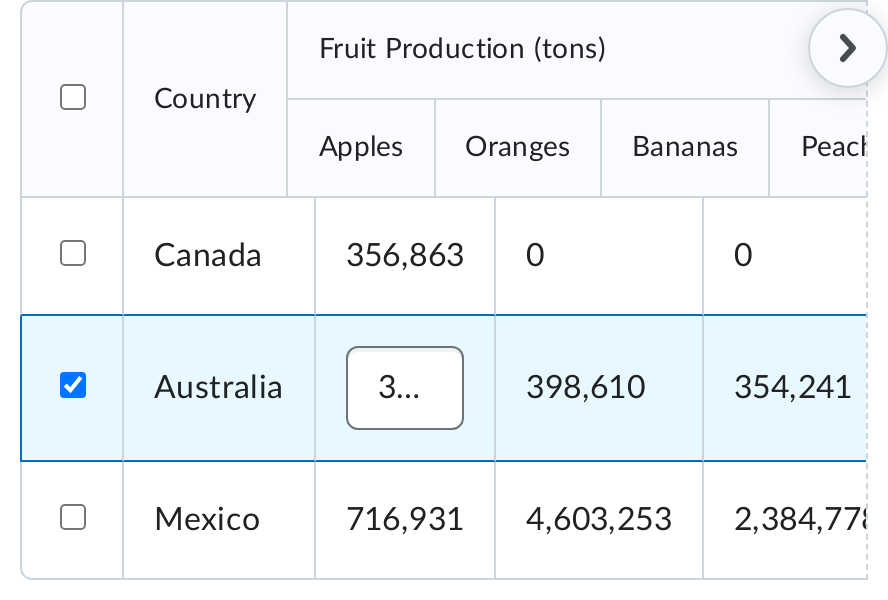 Fruit Production (tons)
Country
Apples Oranges Bananas
Canada 356,863 0 0
Australia 3... 398,610 354,241
Mexico 716,931 4,603,253